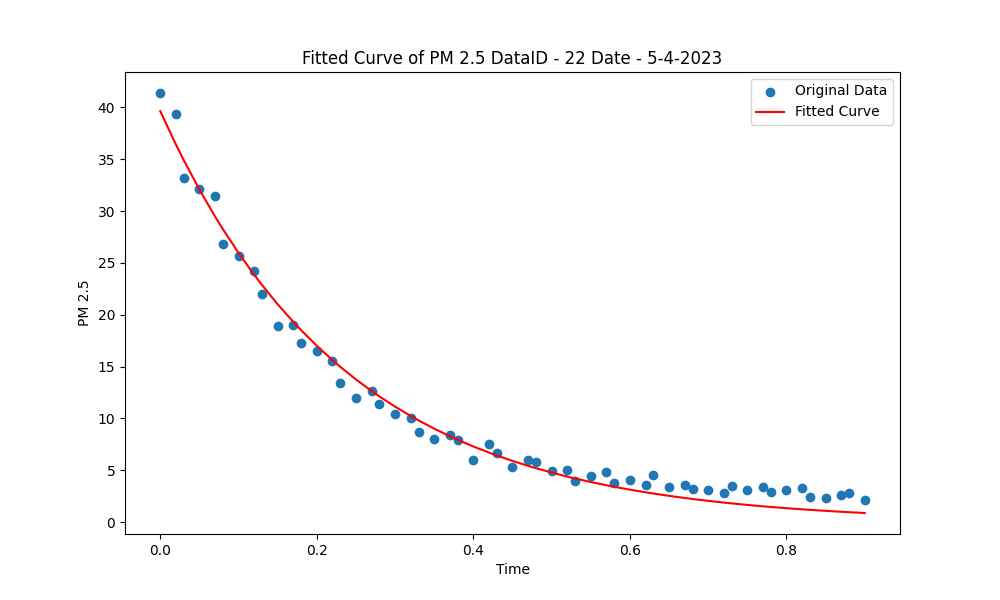 Fitted Curve of PM 2.5 DataID - 22 Date - 5-4-2023
Original Data
Fitted Curve
PM 2.5
40
35
30
25
20
15
10
5
0
0.0 0.2 0.4 0.6 0.8
Time